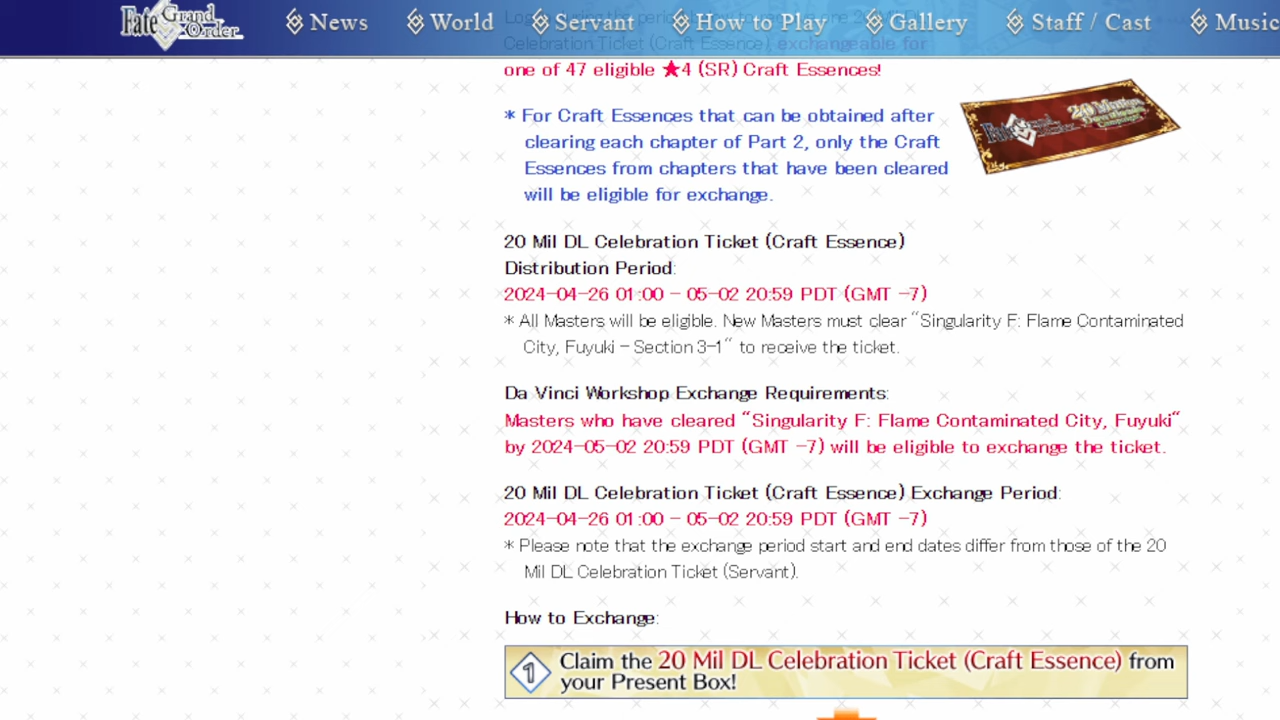 Fate Grand Order
News
World
Servant
How to Play
Gallery
Staff / Cast
Music
Celebration Ticket (Craft Essence), exchangeable for
one of 47 eligible ★4 (SR) Craft Essences!
* For Craft Essences that can be obtained after
clearing each chapter of Part 2, only the Craft
Essences from chapters that have been cleared
will be eligible for exchange.
20 Mil DL Celebration Ticket (Craft Essence)
Distribution Period:
2024-04-26 01:00 - 05-02 20:59 PDT (GMT -7)
* All Masters will be eligible. New Masters must clear "Singularity F: Flame Contaminated
City, Fuyuki - Section 3-1" to receive the ticket.
Da Vinci Workshop Exchange Requirements:
Masters who have cleared "Singularity F: Flame Contaminated City, Fuyuki"
by 2024-05-02 20:59 PDT (GMT -7) will be eligible to exchange the ticket.
20 Mil DL Celebration Ticket (Craft Essence) Exchange Period:
2024-04-26 01:00 - 05-02 20:59 PDT (GMT -7)
* Please note that the exchange period start and end dates differ from those of the 20
Mil DL Celebration Ticket (Servant).
How to Exchange:
1 Claim the 20 Mil DL Celebration Ticket (Craft Essence) from
your Present Box!